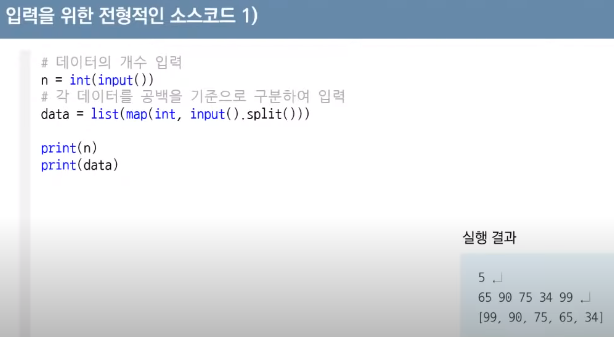 입력을 위한 전형적인 소스코드 1)
# 데이터의 개수 입력
n = int(input())
# 각 데이터를 공백을 기준으로 구분하여 입력
data = list(map(int, input().split()))
print(n)
print(data)
실행 결과
5 ↵
65 90 75 34 99 ↵
[99, 90, 75, 65, 34]